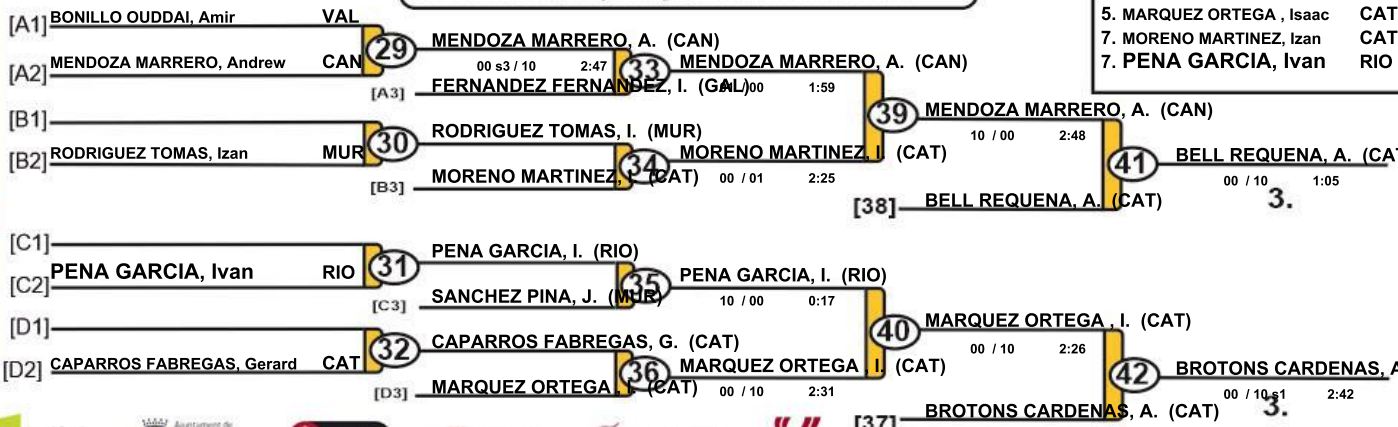 5. MARQUEZ ORTEGA , Isaac CAT
7. MORENO MARTINEZ, Izan CAT
7. PENA GARCIA, Ivan RIO
[A1] BONILLO OUDDAI, Amir VAL
[A2] MENDOZA MARRERO, Andrew CAN
29
MENDOZA MARRERO, A. (CAN)
00 s3 / 10 2:47
[A3] FERNANDEZ FERNANDEZ, I. (GAL)
33
MENDOZA MARRERO, A. (CAN)
/00 1:59
[B1]
[B2] RODRIGUEZ TOMAS, Izan MUR
30
RODRIGUEZ TOMAS, I. (MUR)
[B3] MORENO MARTINEZ, I. (CAT)
34
MORENO MARTINEZ, I. (CAT)
00 / 01 2:25
39
MENDOZA MARRERO, A. (CAN)
10 / 00 2:48
[38] BELL REQUENA, A. (CAT)
41
BELL REQUENA, A. (CAT
00 / 10 1:05
3.
[C1]
[C2] PENA GARCIA, Ivan RIO
31
PENA GARCIA, I. (RIO)
[C3] SANCHEZ PINA, J. (MUR)
35
PENA GARCIA, I. (RIO)
10 / 00 0:17
[D1]
[D2] CAPARROS FABREGAS, Gerard CAT
32
CAPARROS FABREGAS, G. (CAT)
[D3] MARQUEZ ORTEGA , I. (CAT)
36
MARQUEZ ORTEGA , I. (CAT)
00 / 10 2:31
40
MARQUEZ ORTEGA , I. (CAT)
00 / 10 2:26
[37] BROTONS CARDENAS, A. (CAT)
42
BROTONS CARDENAS, A
00 / 10 s1 2:42
3.
Ajuntament de